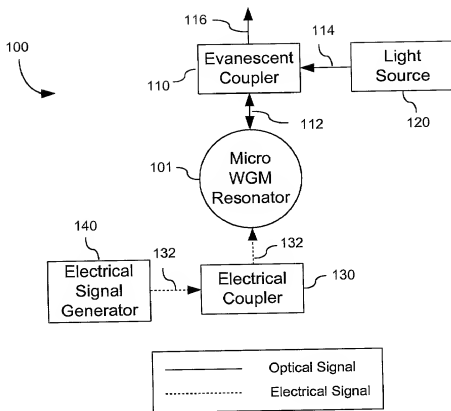 116
100
114
Evanescent
Coupler
Light
Source
110
120
112
101
Micro
WGM
Resonator
140
132
132
Electrical
Signal
Generator
Electrical
Coupler
130
Optical Signal
Electrical Signal